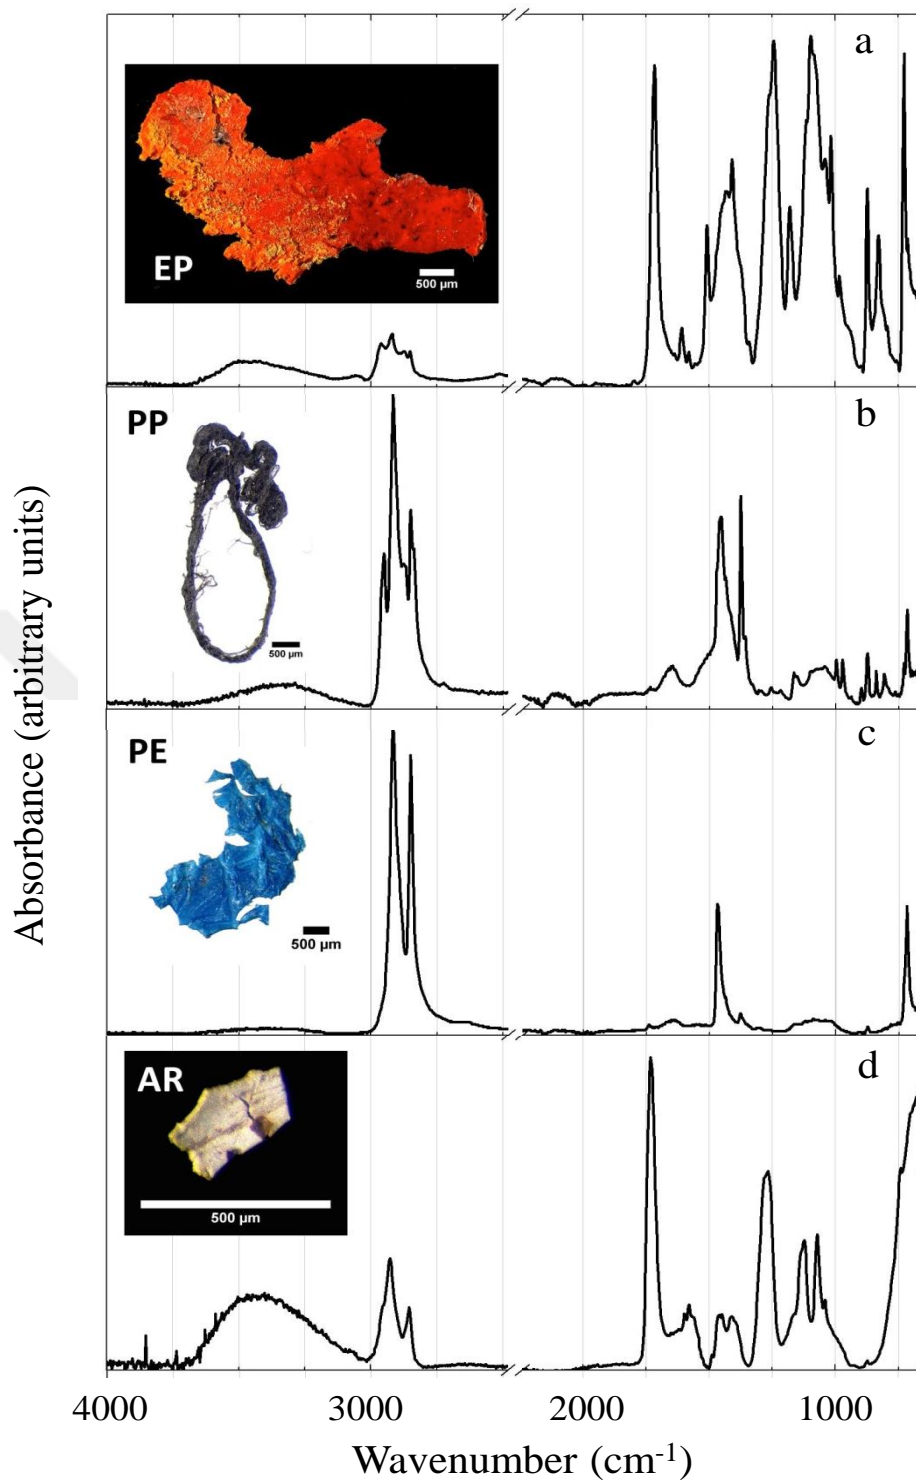 a
EP
500 µm
PP
b
500 µm
PE
c
500 µm
AR
d
500 µm
Absorbance (arbitrary units)
4000 3000 2000 1000
Wavenumber (cm⁻¹)